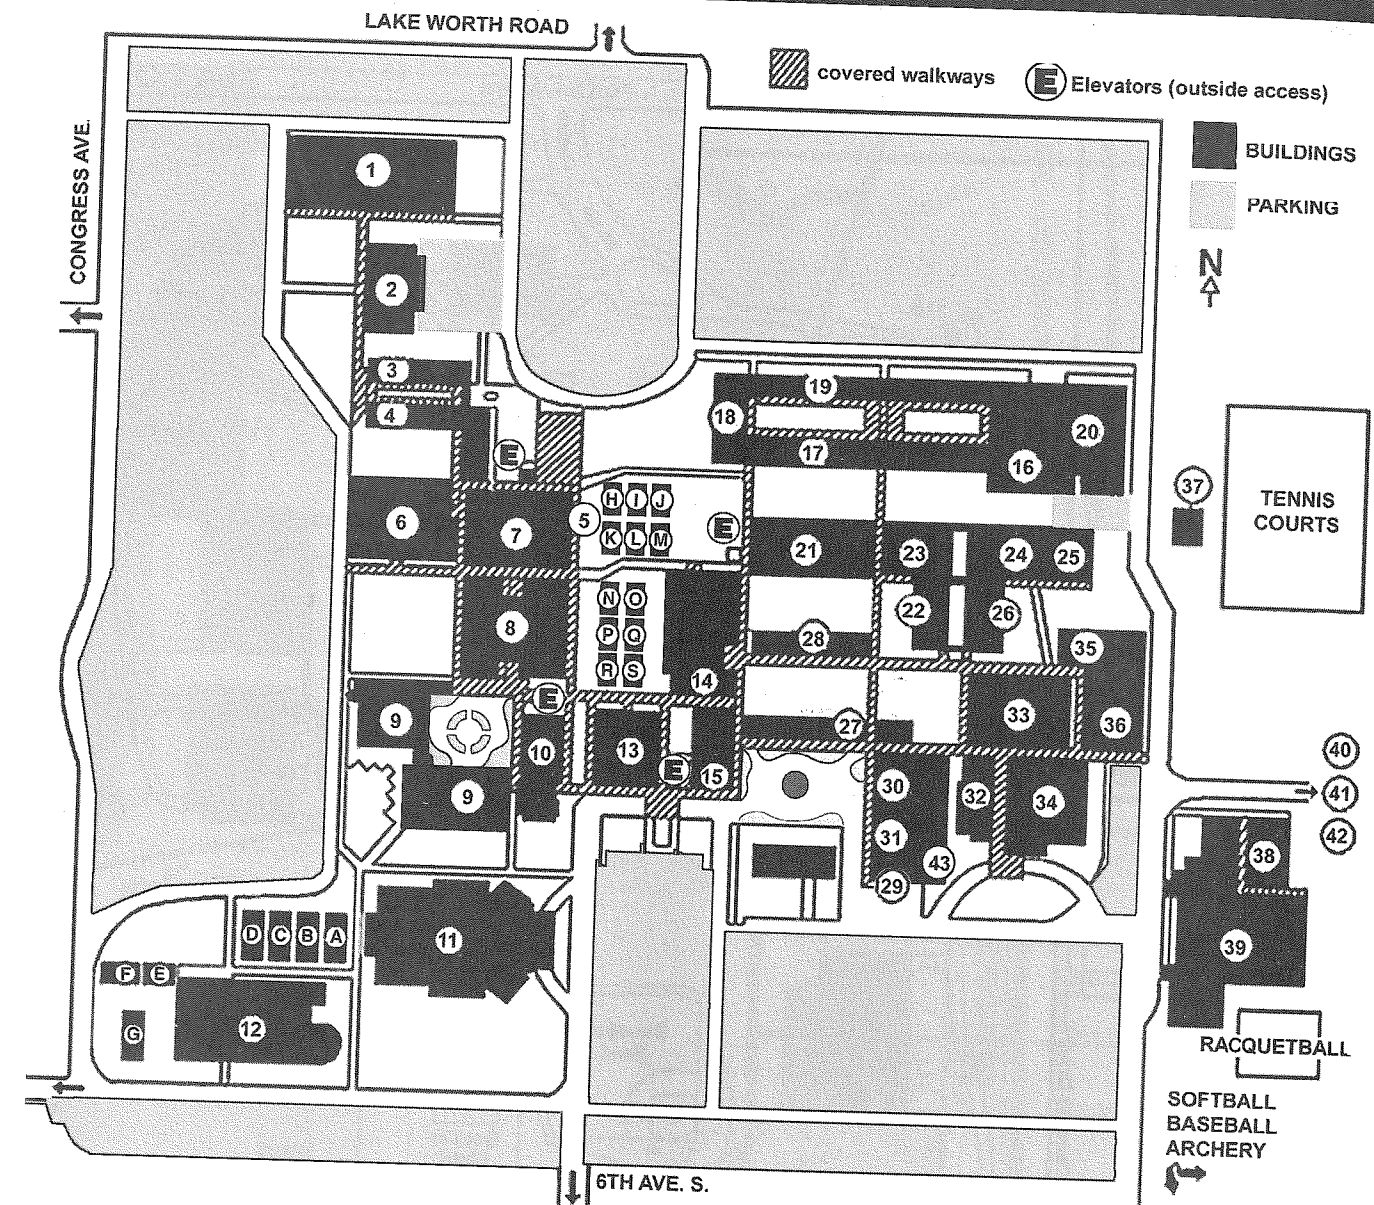 LAKE WORTH ROAD
covered walkways
E
Elevators (outside access)
BUILDINGS
PARKING
N
CONGRESS AVE.
1
2
3
4
E
5
6
7
H I J
K L M
E
8
N O
P Q
R S
9
9
E
10
11
12
13
E
14
15
16
17
18
19
20
21
22
23
24
25
26
27
28
29
30
31
32
33
34
35
36
37
TENNIS
COURTS
38
39
40
41
42
43
D C B A
F E
G
RACQUETBALL
SOFTBALL
BASEBALL
ARCHERY
6TH AVE. S.